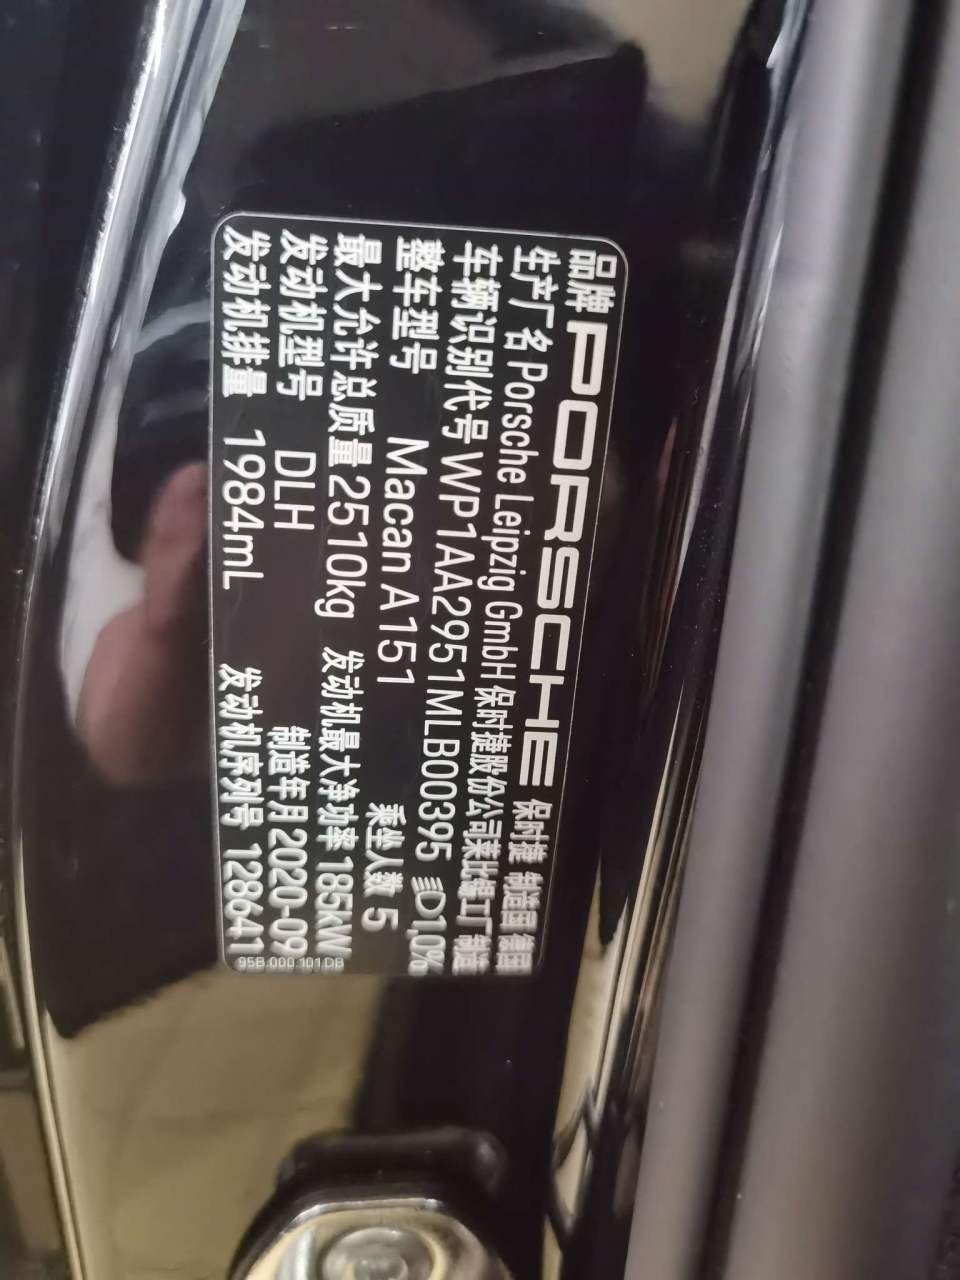 品牌 PORSCHE 保时捷 制造国 德国
生产厂名 Porsche Leipzig GmbH 保时捷股份公司莱比锡工厂 制造
车辆识别代号 WP1AA2951MLB00395 1,0%
整车型号 Macan A151 乘坐人数 5
最大允许总质量 2510kg 发动机最大净功率 185kW
发动机型号 DLH 制造年月 2020-09
发动机排量 1984mL 发动机序列号 128641
95B.000.101.DB